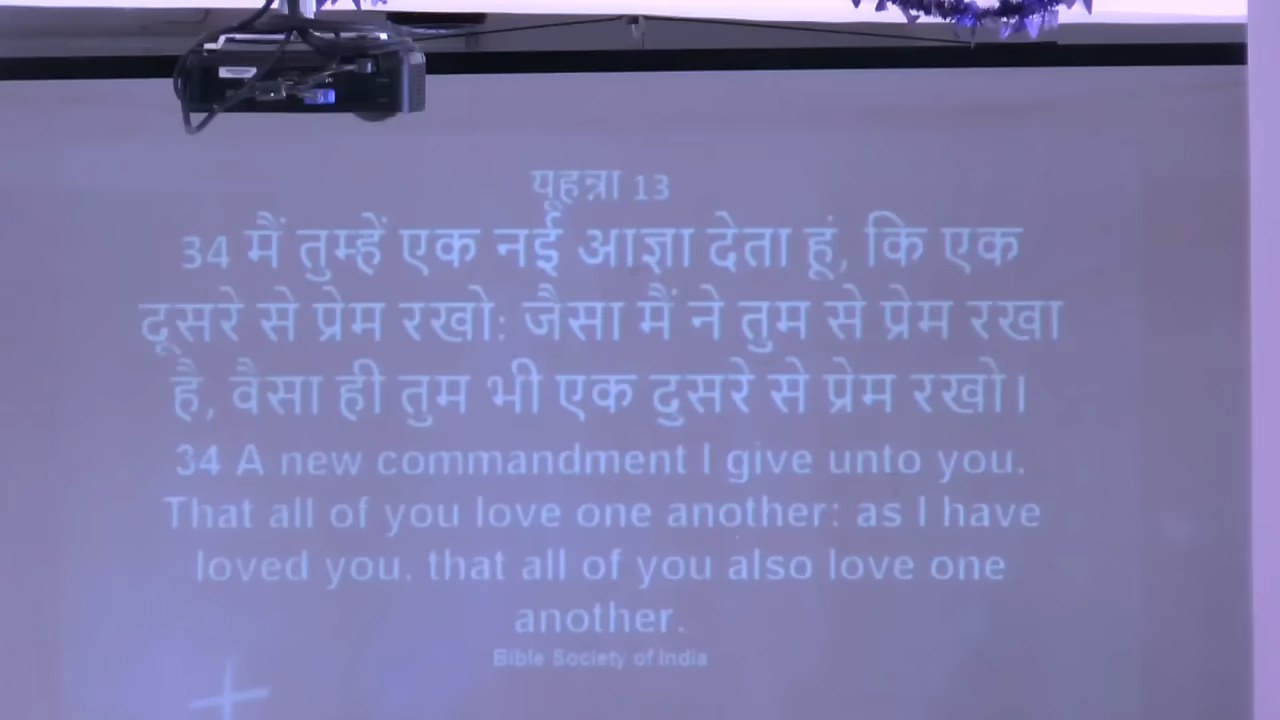 यूहन्ना 13
34 मैं तुम्हें एक नई आज्ञा देता हूं, कि एक
दूसरे से प्रेम रखो: जैसा मैं ने तुम से प्रेम रखा
है, वैसा ही तुम भी एक दुसरे से प्रेम रखो।
34 A new commandment I give unto you,
That all of you love one another: as I have
loved you, that all of you also love one
another.
Bible Society of India